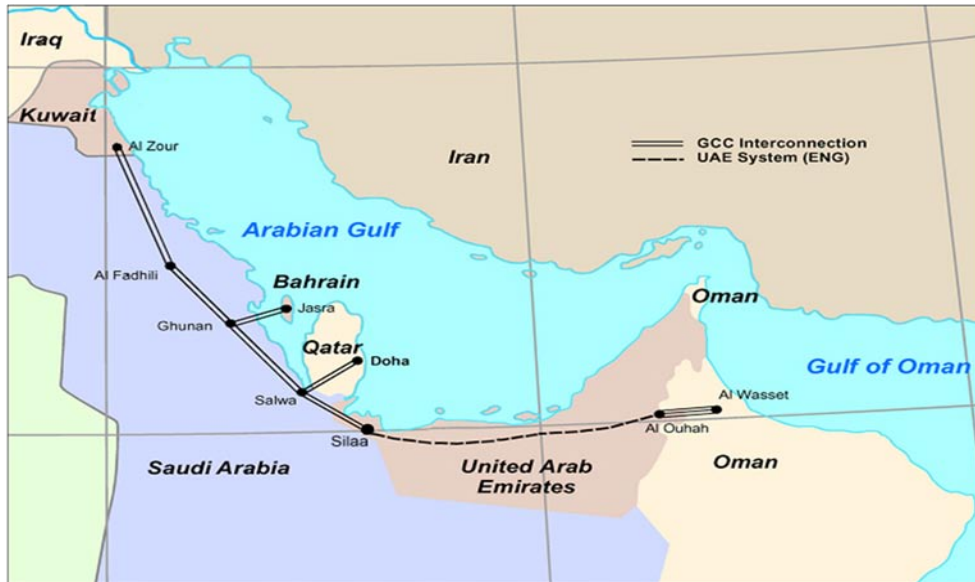 Iraq
Kuwait
Al Zour
GCC Interconnection
UAE System (ENG)
Iran
Arabian Gulf
Al Fadhili
Bahrain
Jasra
Oman
Ghunan
Qatar
Doha
Gulf of Oman
Salwa
Al Wasset
Al Ouhah
Silaa
Saudi Arabia
United Arab
Emirates
Oman